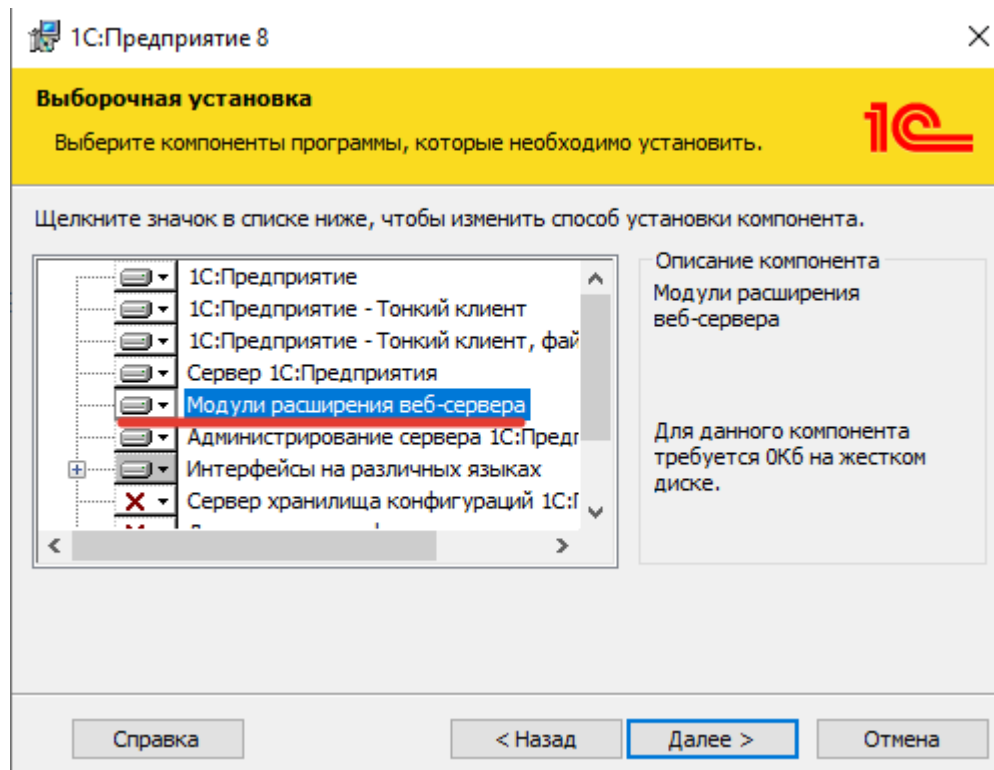 1С:Предприятие 8
Выборочная установка
Выберите компоненты программы, которые необходимо установить.
1С
Щелкните значок в списке ниже, чтобы изменить способ установки компонента.
1С:Предприятие
1С:Предприятие - Тонкий клиент
1С:Предприятие - Тонкий клиент, фай
Сервер 1С:Предприятия
Модули расширения веб-сервера
Администрирование сервера 1С:Предг
Интерфейсы на различных языках
Сервер хранилища конфигураций 1С:Г
Описание компонента
Модули расширения
веб-сервера
Для данного компонента
требуется 0Кб на жестком
диске.
Справка
< Назад
Далее >
Отмена